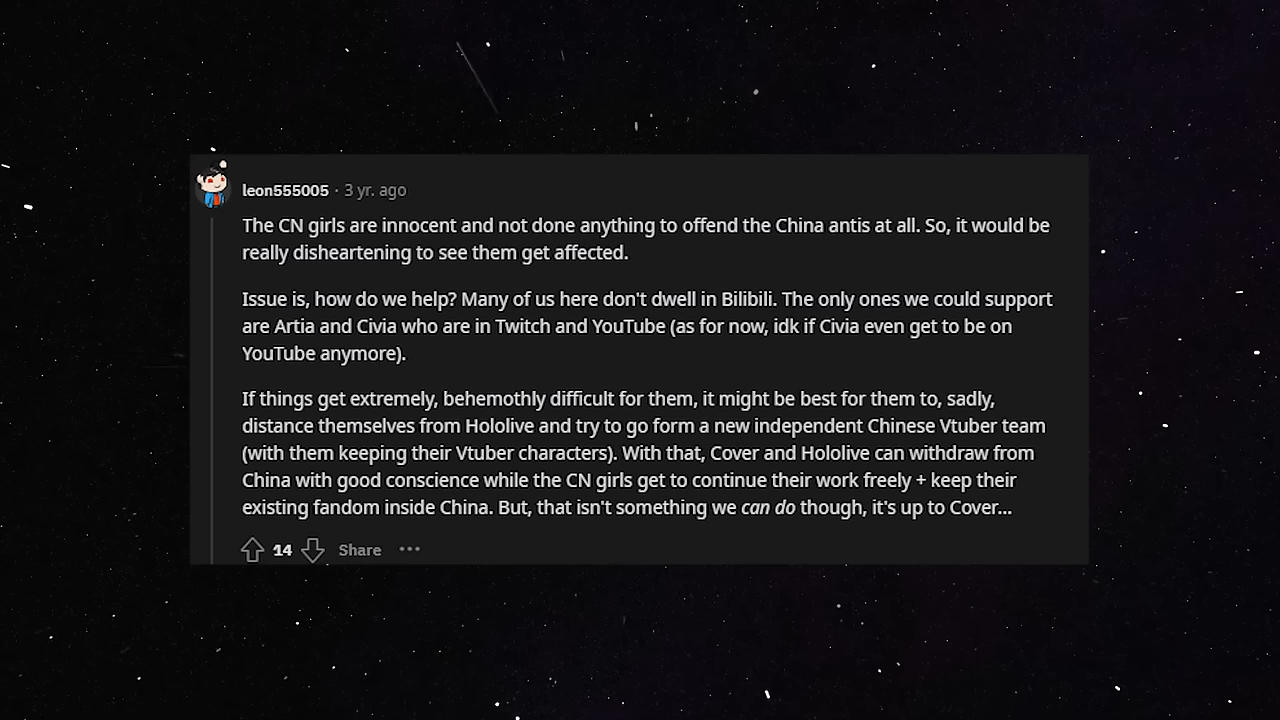 leon555005 · 3 yr. ago
The CN girls are innocent and not done anything to offend the China antis at all. So, it would be
really disheartening to see them get affected.
Issue is, how do we help? Many of us here don't dwell in Bilibili. The only ones we could support
are Artia and Civia who are in Twitch and YouTube (as for now, idk if Civia even get to be on
YouTube anymore).
If things get extremely, behemothly difficult for them, it might be best for them to, sadly,
distance themselves from Hololive and try to go form a new independent Chinese Vtuber team
(with them keeping their Vtuber characters). With that, Cover and Hololive can withdraw from
China with good conscience while the CN girls get to continue their work freely + keep their
existing fandom inside China. But, that isn't something we can do though, it's up to Cover...
14 Share ...